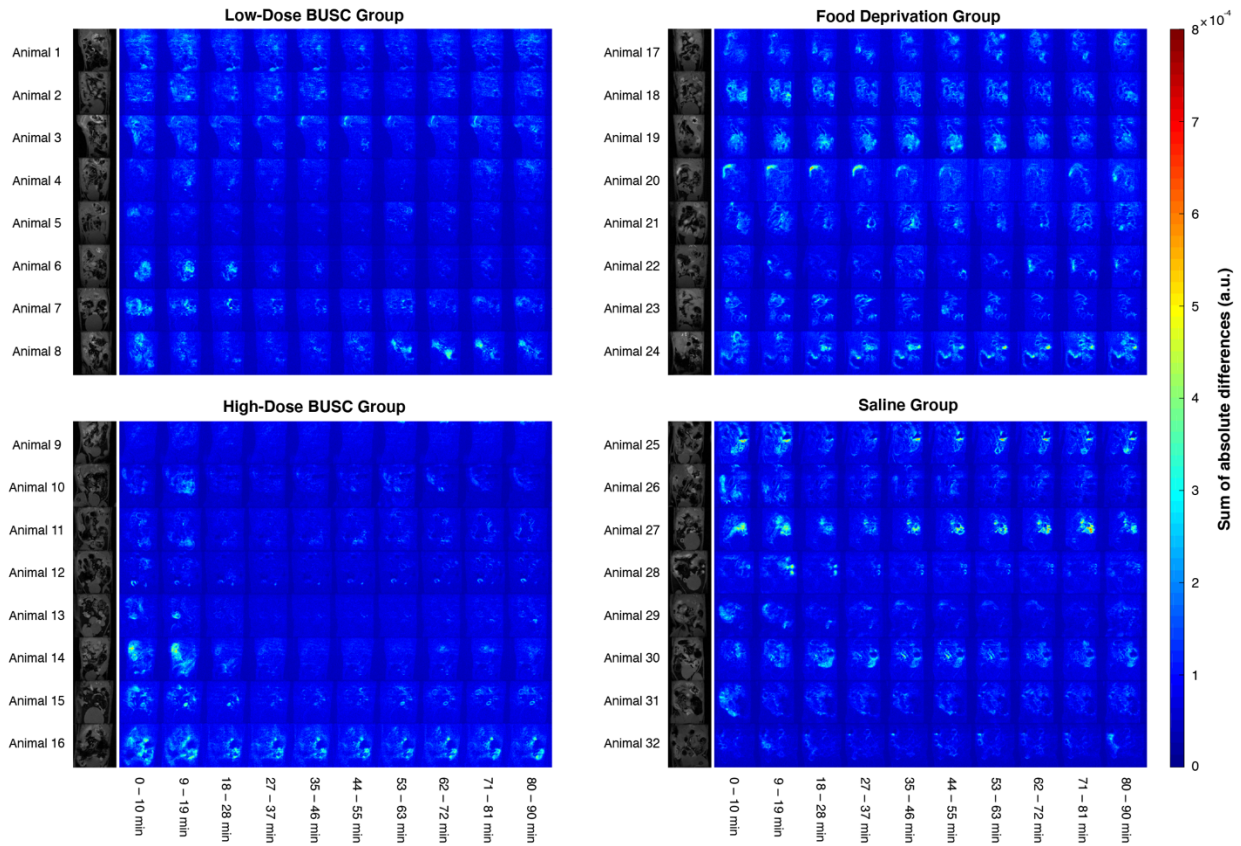 Low-Dose BUSC Group
Animal 1
Animal 2
Animal 3
Animal 4
Animal 5
Animal 6
Animal 7
Animal 8
Food Deprivation Group
Animal 17
Animal 18
Animal 19
Animal 20
Animal 21
Animal 22
Animal 23
Animal 24
High-Dose BUSC Group
Animal 9
Animal 10
Animal 11
Animal 12
Animal 13
Animal 14
Animal 15
Animal 16
0 – 10 min
9 – 19 min
18 – 28 min
27 – 37 min
35 – 46 min
44 – 55 min
53 – 63 min
62 – 72 min
71 – 81 min
80 – 90 min
Saline Group
Animal 25
Animal 26
Animal 27
Animal 28
Animal 29
Animal 30
Animal 31
Animal 32
0 – 10 min
9 – 19 min
18 – 28 min
27 – 37 min
35 – 46 min
44 – 55 min
53 – 63 min
62 – 72 min
71 – 81 min
80 – 90 min
×10⁻⁴
8
7
6
5
4
3
2
1
0
Sum of absolute differences (a.u.)